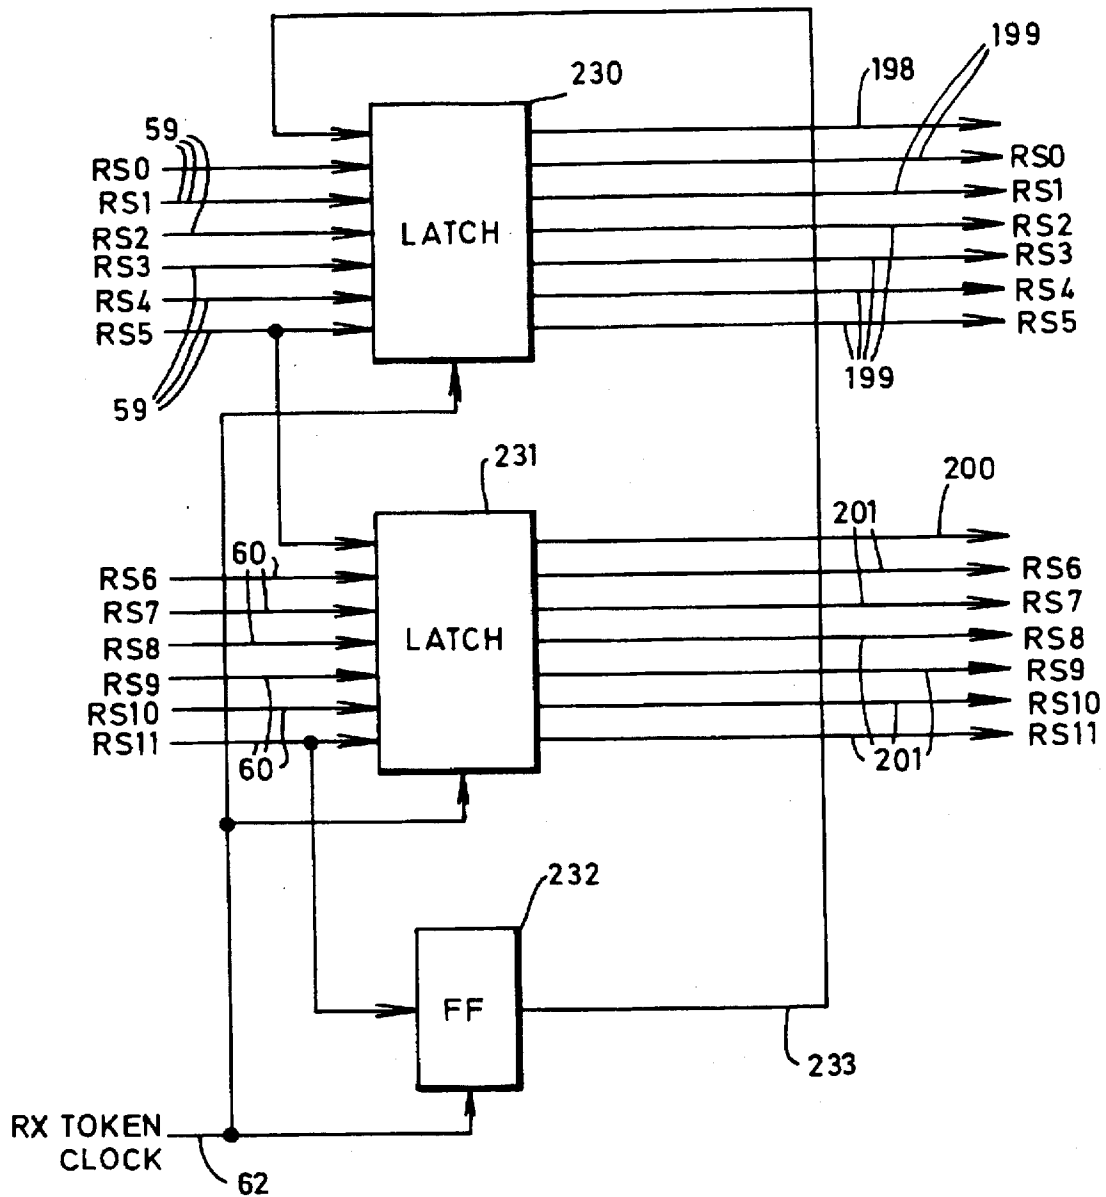 199
198
230
59
RS0
RS0
RS1
RS1
LATCH
RS2
RS2
RS3
RS3
RS4
RS4
RS5
RS5
199
59
231
200
201
60
RS6
RS6
RS7
RS7
LATCH
RS8
RS8
RS9
RS9
RS10
RS10
RS11
RS11
60
201
232
FF
233
RX TOKEN
CLOCK
62